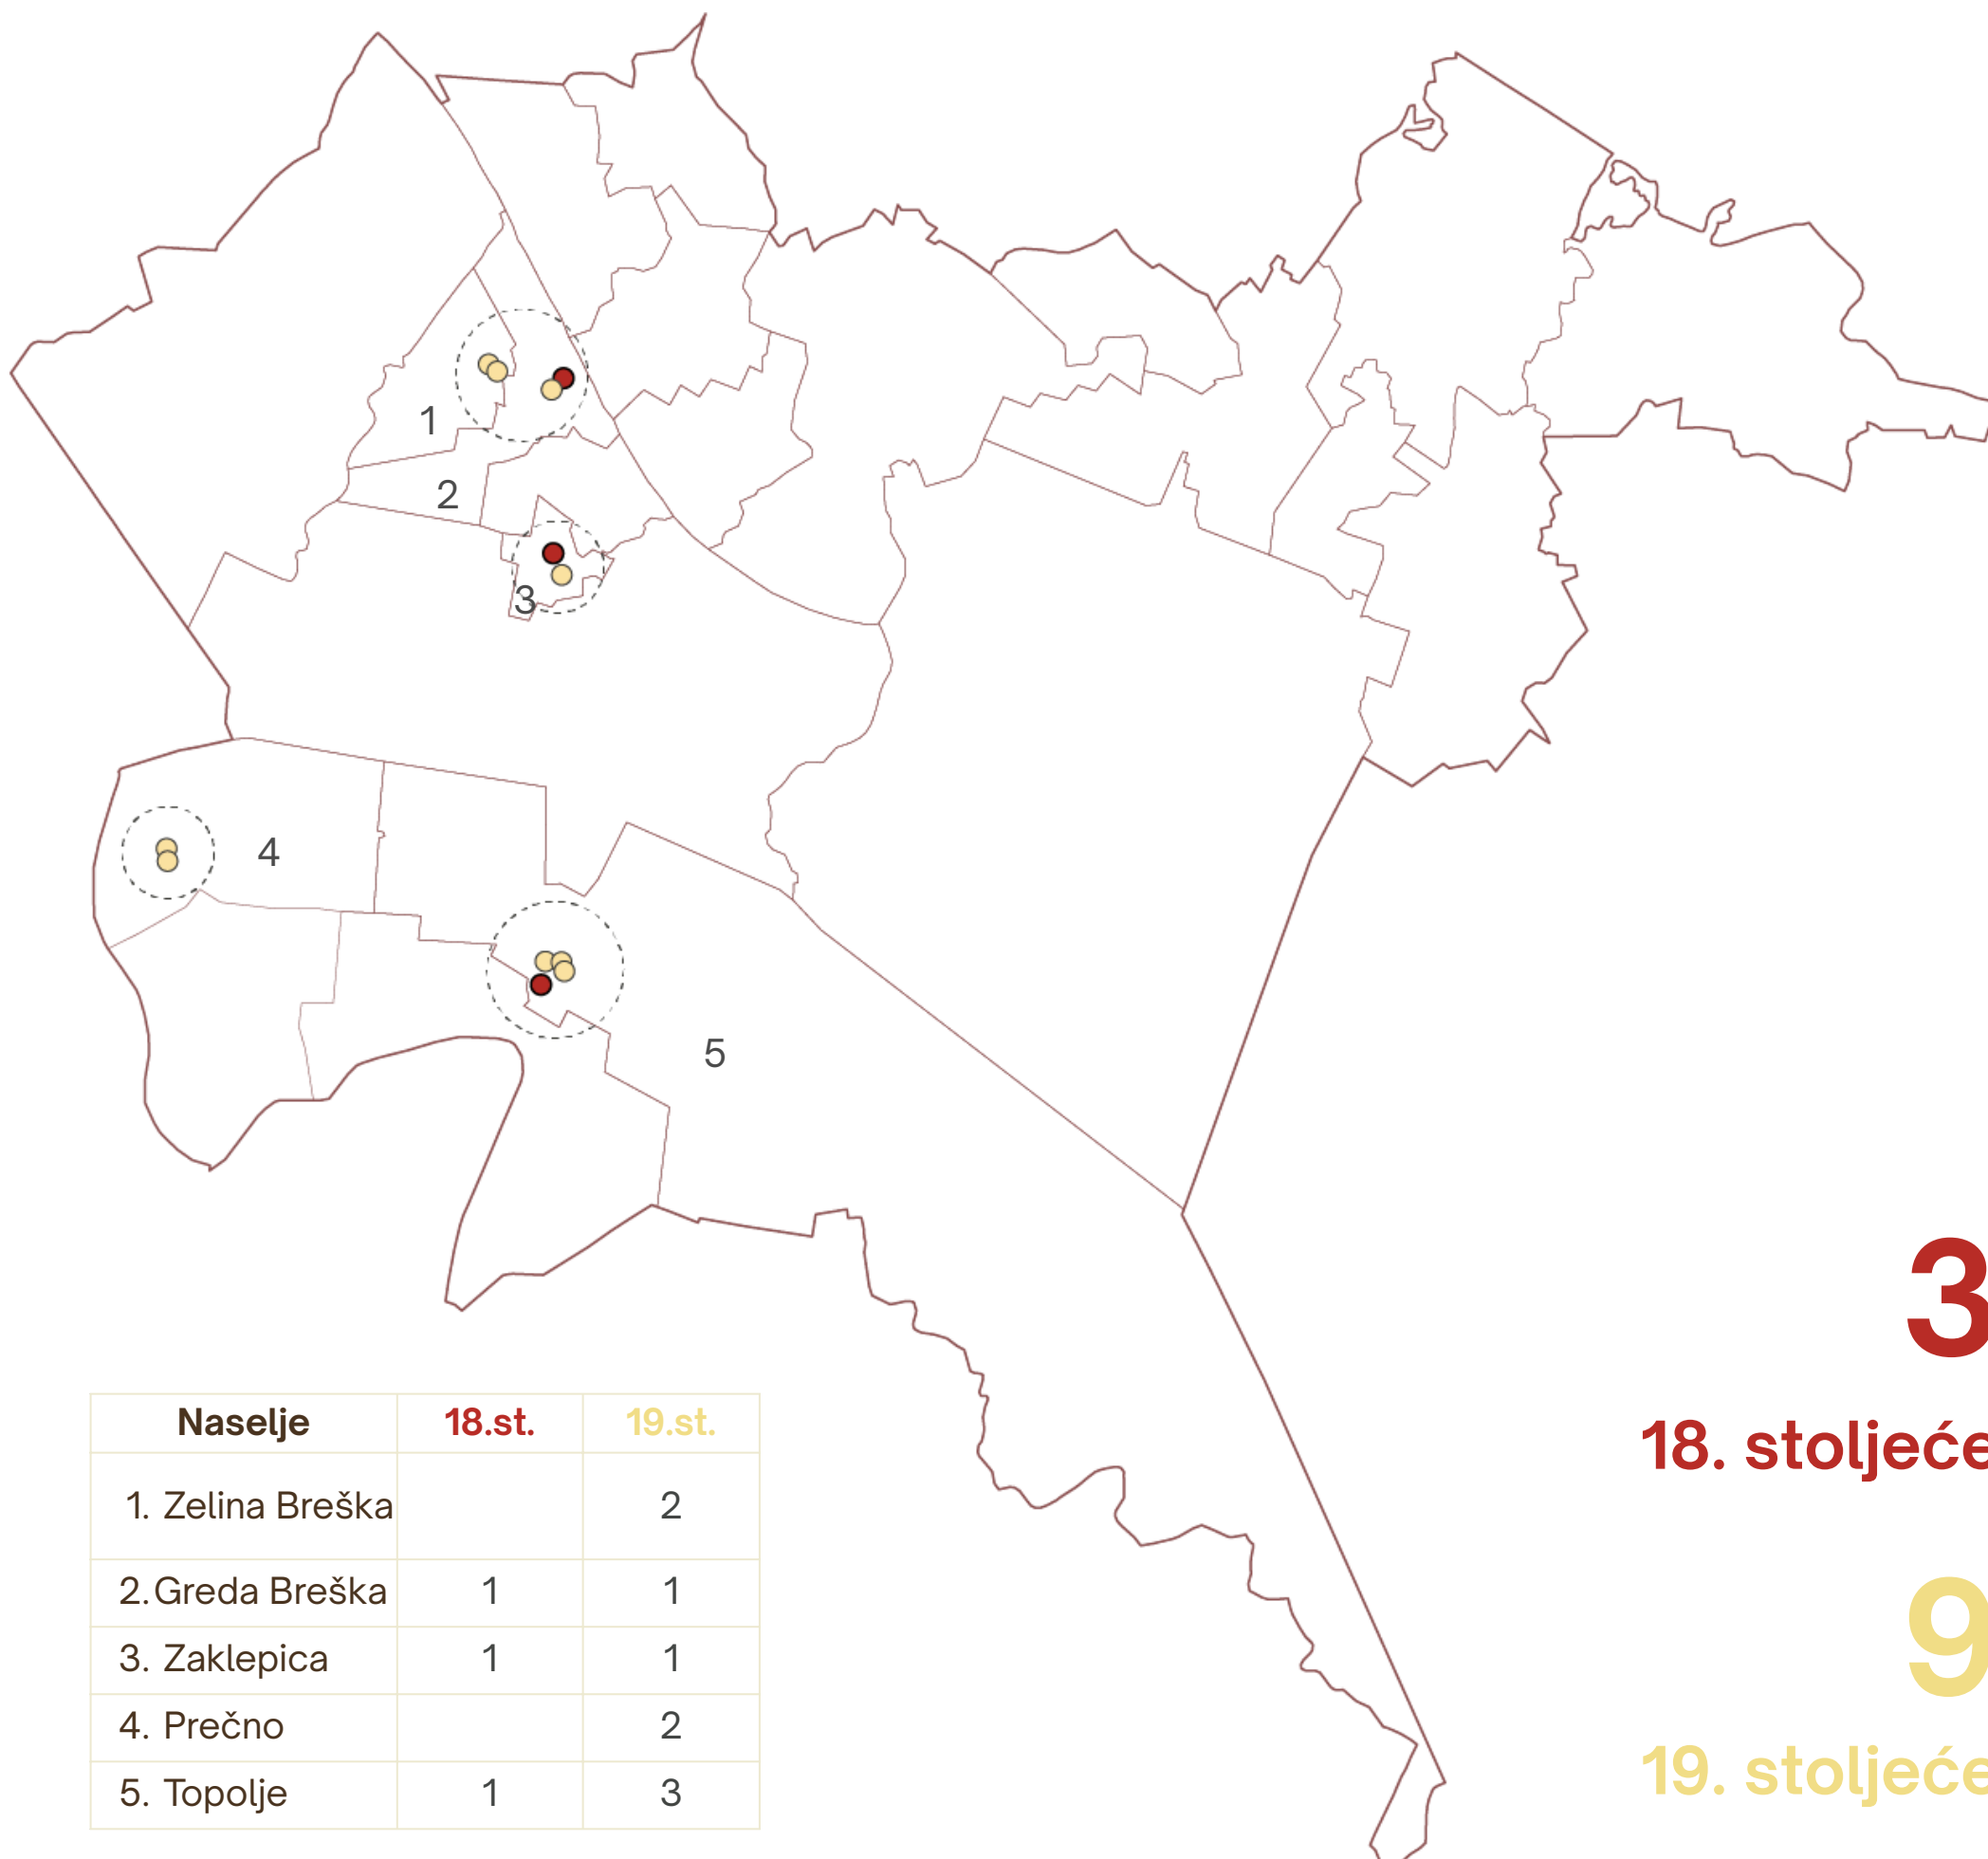 1
2
3
4
5
3
18. stoljeće
9
19. stoljeće
Naselje 18.st. 19.st.
1. Zelina Breška 2
2. Greda Breška 1 1
3. Zaklepica 1 1
4. Prečno 2
5. Topolje 1 3